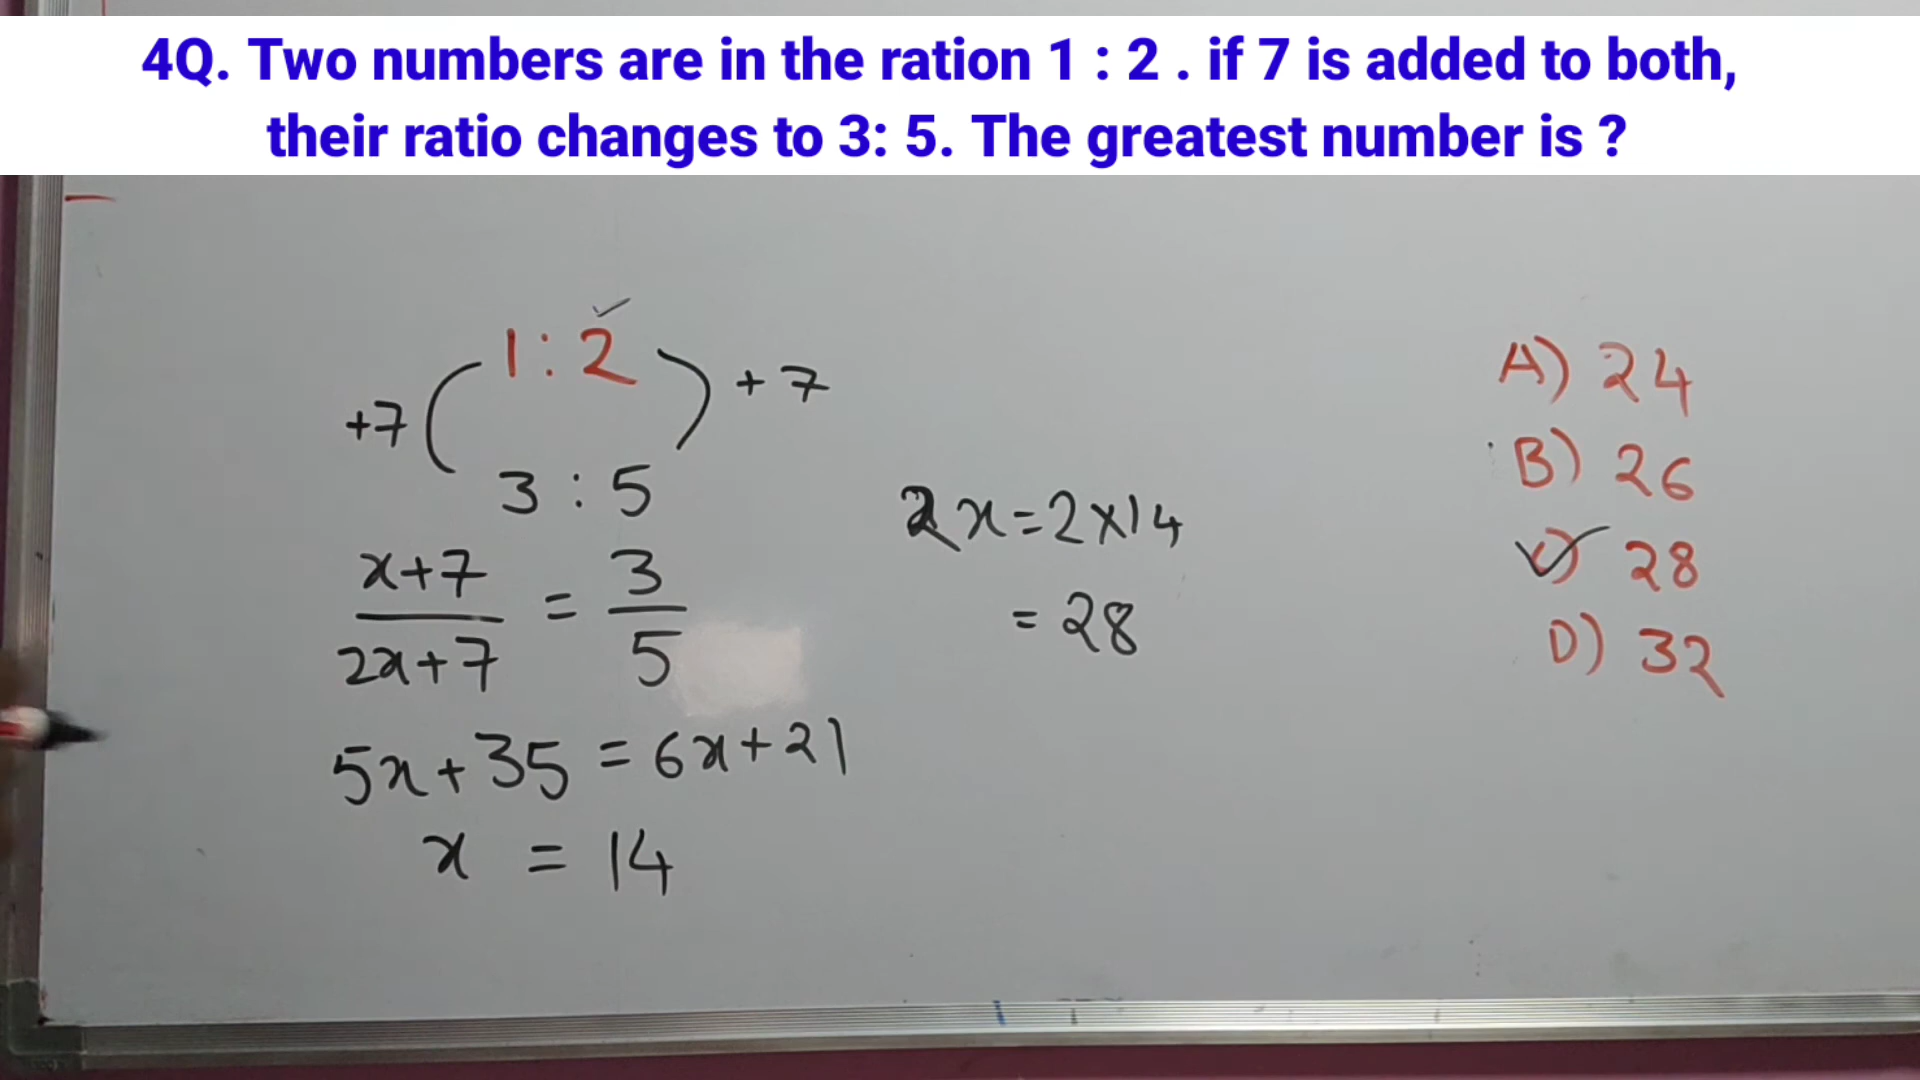 4Q. Two numbers are in the ration 1 : 2 . if 7 is added to both,
their ratio changes to 3: 5. The greatest number is ?
1 : 2
+7
+7
3 : 5
x+7 / 2x+7 = 3 / 5
5x+35 = 6x+21
x = 14
2x=2×14
= 28
A) 24
B) 26
C) 28
D) 32